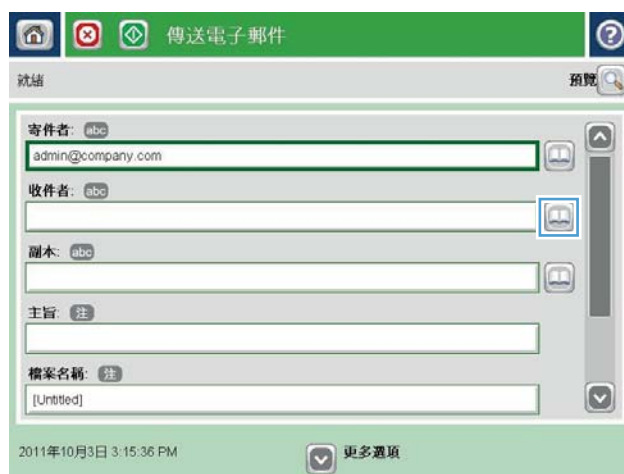 傳送電子郵件
就緒 預覽
寄件者: abc
admin@company.com
收件者: abc
副本: abc
主旨: 注
檔案名稱: 注
[Untitled]
2011年10月3日 3:15:36 PM 更多選項